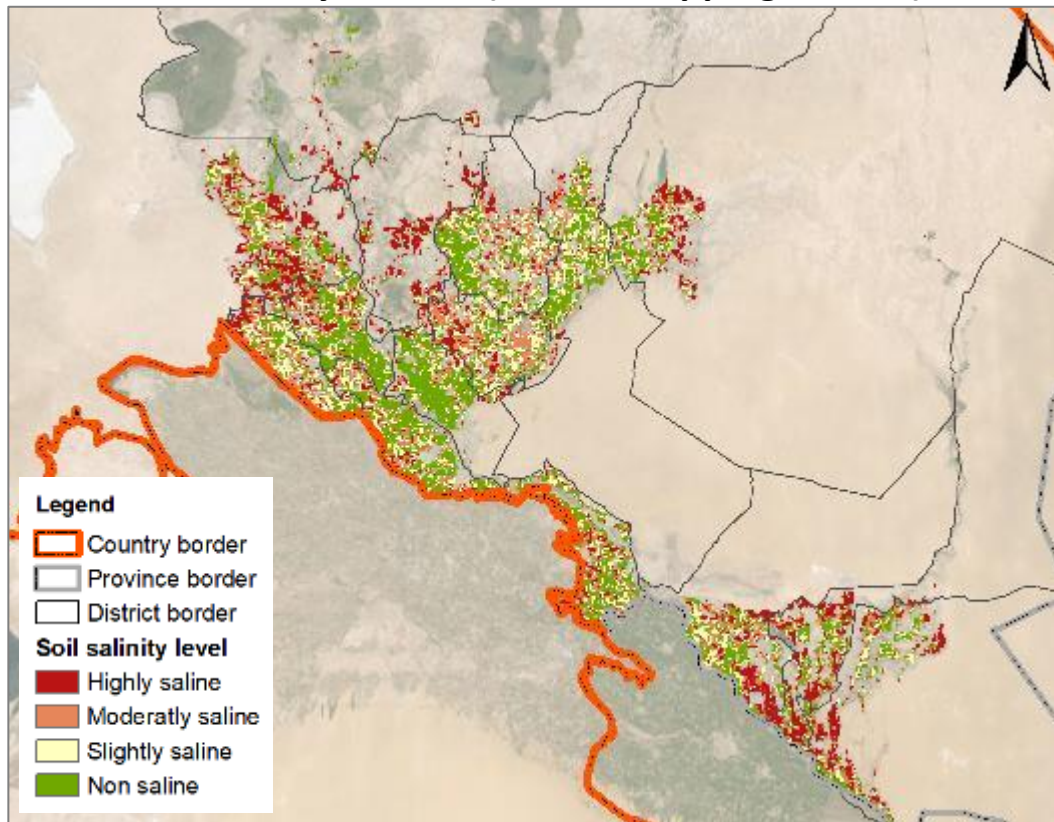 Legend
Country border
Province border
District border
Soil salinity level
Highly saline
Moderatly saline
Slightly saline
Non saline